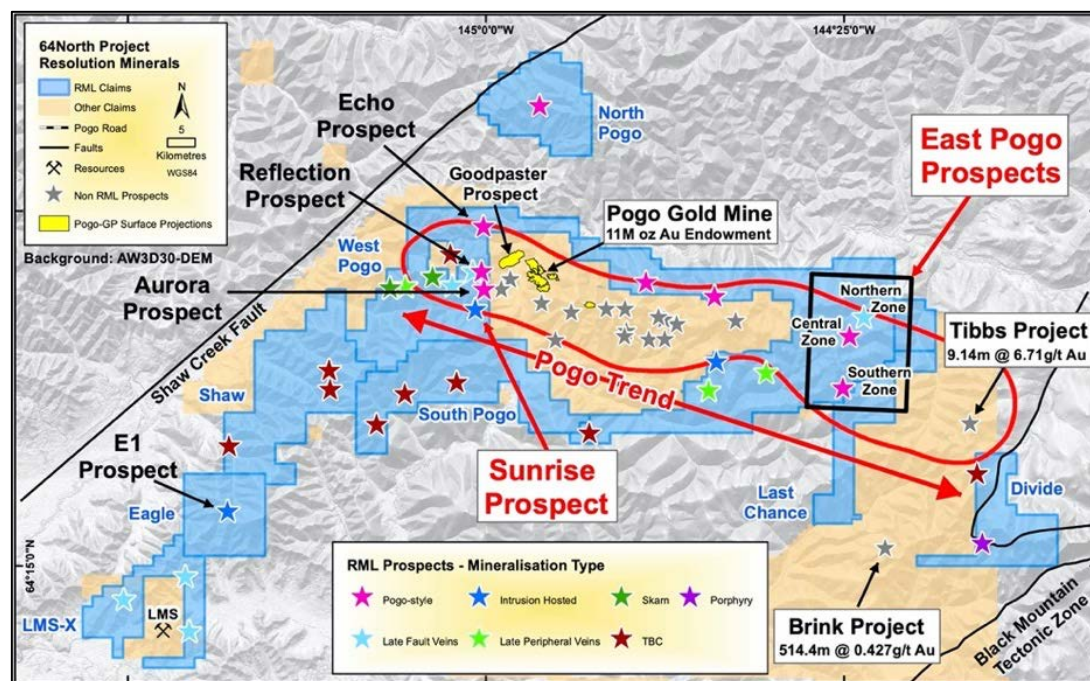 64North Project
Resolution Minerals
RML Claims
Other Claims
Pogo Road
Faults
Resources
Non RML Prospects
Pogo-GP Surface Projections
N
5
Kilometres
WGS84
Background: AW3D30-DEM
145°0'0"W
144°25'0"W
64°15'0"N
North
Pogo
Echo
Prospect
Reflection
Prospect
Goodpaster
Prospect
Pogo Gold Mine
11M oz Au Endowment
East Pogo
Prospects
West
Pogo
Aurora
Prospect
Northern
Zone
Central
Zone
Southern
Zone
Tibbs Project
9.14m @ 6.71g/t Au
Shaw Creek Fault
Pogo Trend
Shaw
South Pogo
E1
Prospect
Sunrise
Prospect
Eagle
Last
Chance
Divide
LMS-X
LMS
RML Prospects - Mineralisation Type
Pogo-style
Intrusion Hosted
Skarn
Porphyry
Late Fault Veins
Late Peripheral Veins
TBC
Brink Project
514.4m @ 0.427g/t Au
Black Mountain
Tectonic Zone